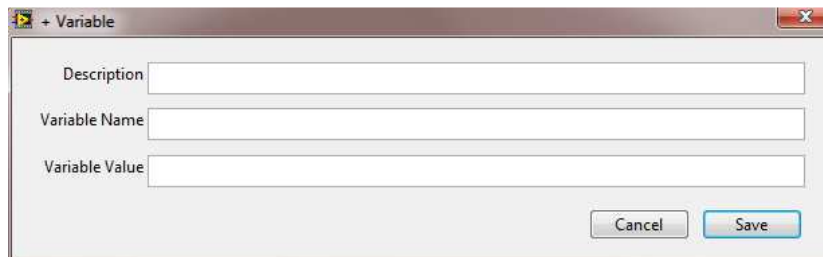 + Variable
Description
Variable Name
Variable Value
Cancel Save